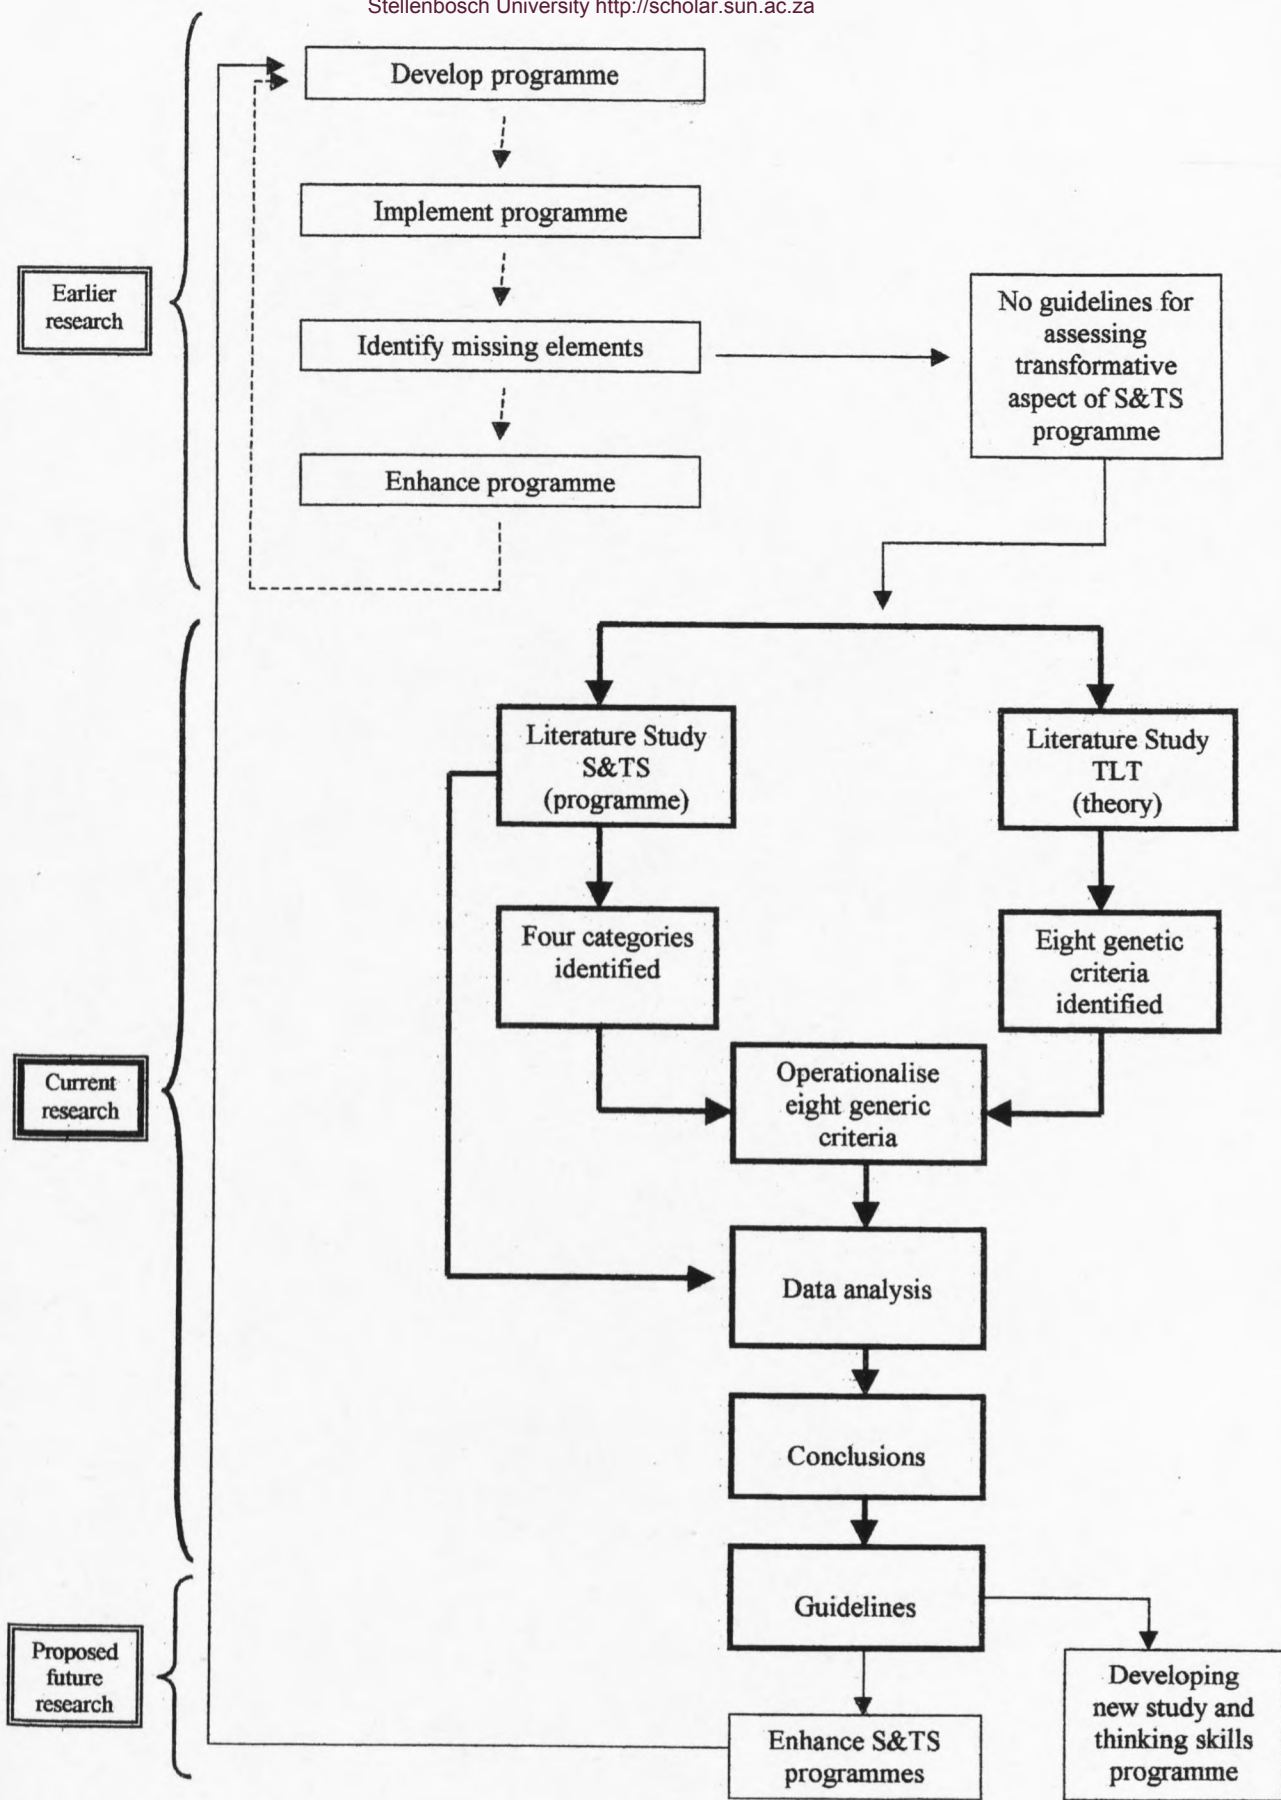 Stellenbosch University http://scholar.sun.ac.za
Develop programme
Implement programme
Earlier
research
Identify missing elements
No guidelines for
assessing
transformative
aspect of S&TS
programme
Enhance programme
Literature Study
S&TS
(programme)
Literature Study
TLT
(theory)
Four categories
identified
Eight genetic
criteria
identified
Current
research
Operationalise
eight generic
criteria
Data analysis
Conclusions
Guidelines
Proposed
future
research
Enhance S&TS
programmes
Developing
new study and
thinking skills
programme